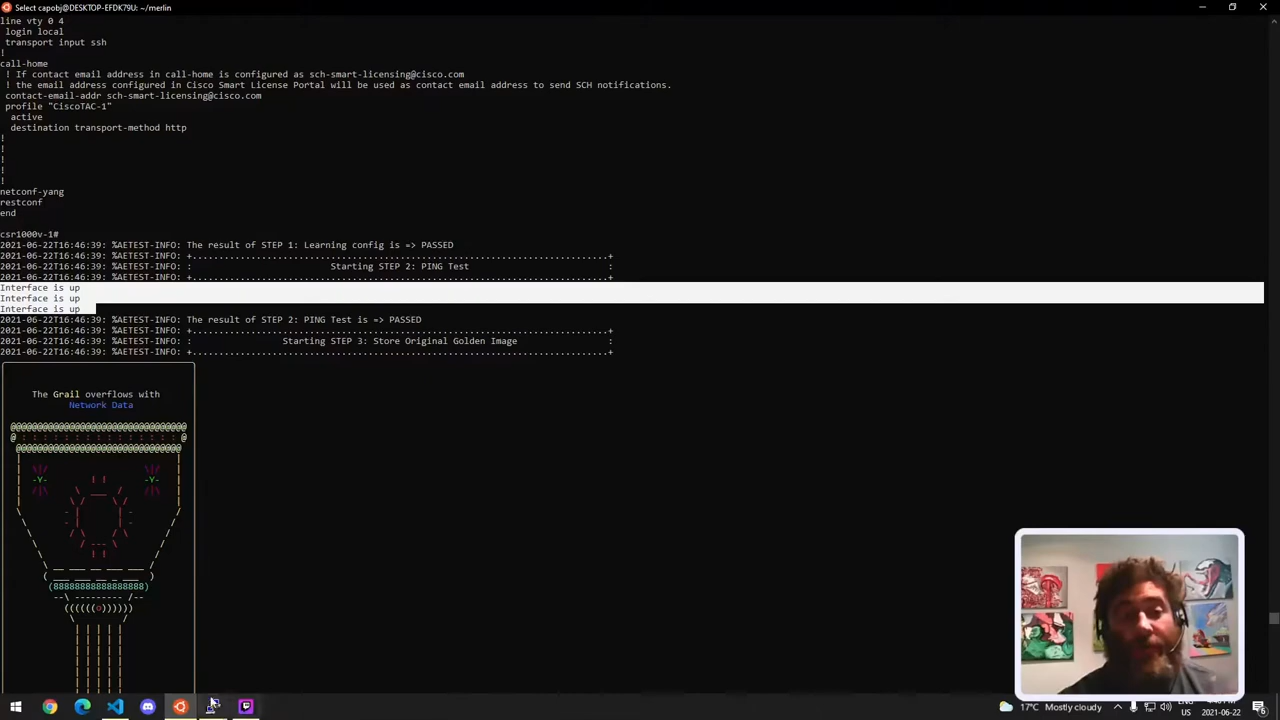 Select capobj@DESKTOP-EFDK79U: ~/merlin
line vty 0 4
login local
transport input ssh
!
call-home
! If contact email address in call-home is configured as sch-smart-licensing@cisco.com
! the email address configured in Cisco Smart License Portal will be used as contact email address to send SCH notifications.
contact-email-addr sch-smart-licensing@cisco.com
profile "CiscoTAC-1"
active
destination transport-method http
!
!
!
!
!
netconf-yang
restconf
end
csr1000v-1#
2021-06-22T16:46:39: %AETEST-INFO: The result of STEP 1: Learning config is => PASSED
2021-06-22T16:46:39: %AETEST-INFO: +..............................................................................+
2021-06-22T16:46:39: %AETEST-INFO: : Starting STEP 2: PING Test :
2021-06-22T16:46:39: %AETEST-INFO: +..............................................................................+
Interface is up
Interface is up
Interface is up
2021-06-22T16:46:39: %AETEST-INFO: The result of STEP 2: PING Test is => PASSED
2021-06-22T16:46:39: %AETEST-INFO: +..............................................................................+
2021-06-22T16:46:39: %AETEST-INFO: : Starting STEP 3: Store Original Golden Image :
2021-06-22T16:46:39: %AETEST-INFO: +..............................................................................+
The Grail overflows with
Network Data
17°C Mostly cloudy
ENG
US
2021-06-22